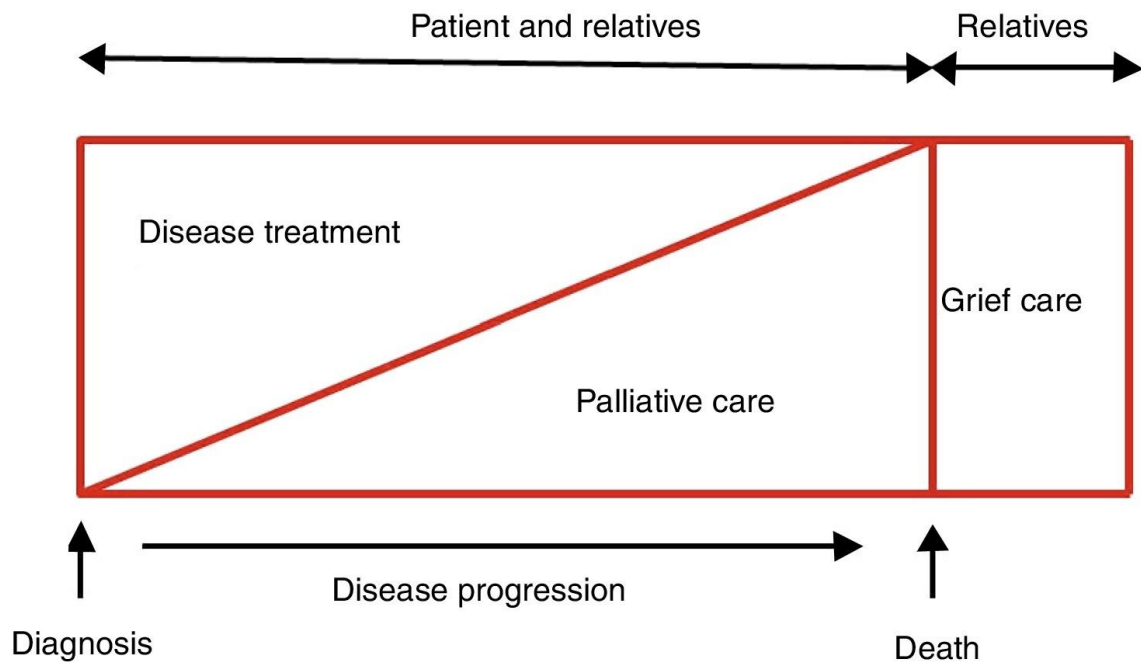 Patient and relatives
Relatives
Disease treatment
Grief care
Palliative care
Disease progression
Diagnosis
Death